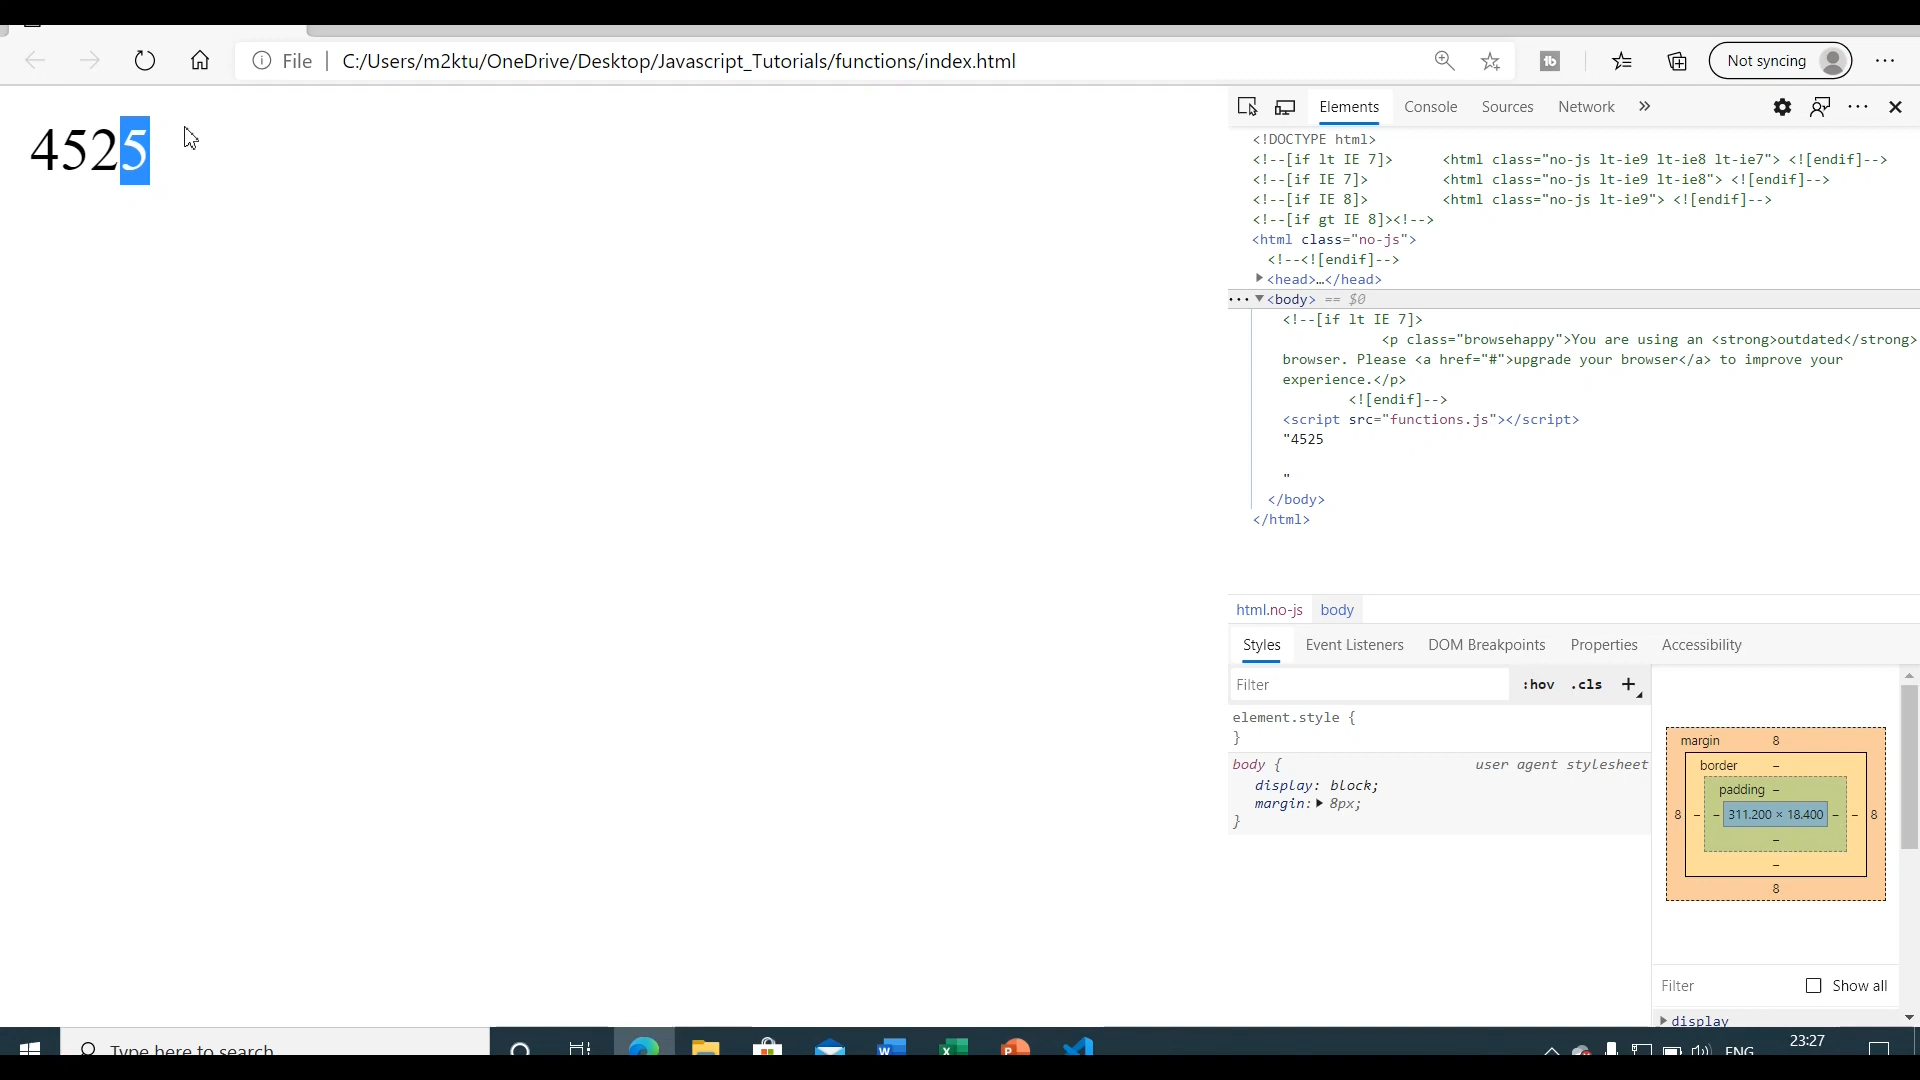 File C:/Users/m2ktu/OneDrive/Desktop/Javascript_Tutorials/functions/index.html
Not syncing
4525
Elements Console Sources Network
<!DOCTYPE html>
<!--[if lt IE 7]> <html class="no-js lt-ie9 lt-ie8 lt-ie7"> <![endif]-->
<!--[if IE 7]> <html class="no-js lt-ie9 lt-ie8"> <![endif]-->
<!--[if IE 8]> <html class="no-js lt-ie9"> <![endif]-->
<!--[if gt IE 8]><!-->
<html class="no-js">
<!--<![endif]-->
<head>…</head>
<body> == $0
<!--[if lt IE 7]>
<p class="browsehappy">You are using an <strong>outdated</strong>
browser. Please <a href="#">upgrade your browser</a> to improve your
experience.</p>
<![endif]-->
<script src="functions.js"></script>
"4525
"
</body>
</html>
html.no-js body
Styles Event Listeners DOM Breakpoints Properties Accessibility
Filter :hov .cls +
element.style {
}
body { user agent stylesheet
display: block;
margin: 8px;
}
margin 8
border –
padding –
8 – – 311.200 × 18.400 – – 8
–
–
8
Filter Show all
display
Type here to search
ENG
23:27